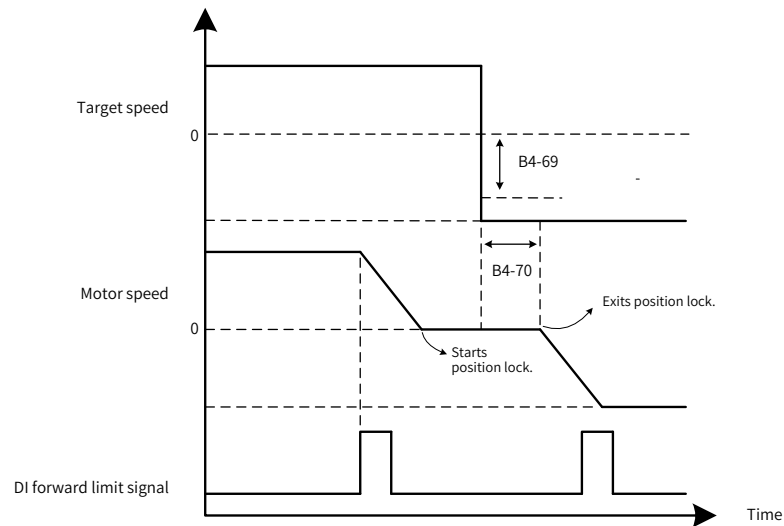 Target speed
0
B4-69
-
B4-70
Motor speed
Exits position lock.
0
Starts
position lock.
DI forward limit signal
Time